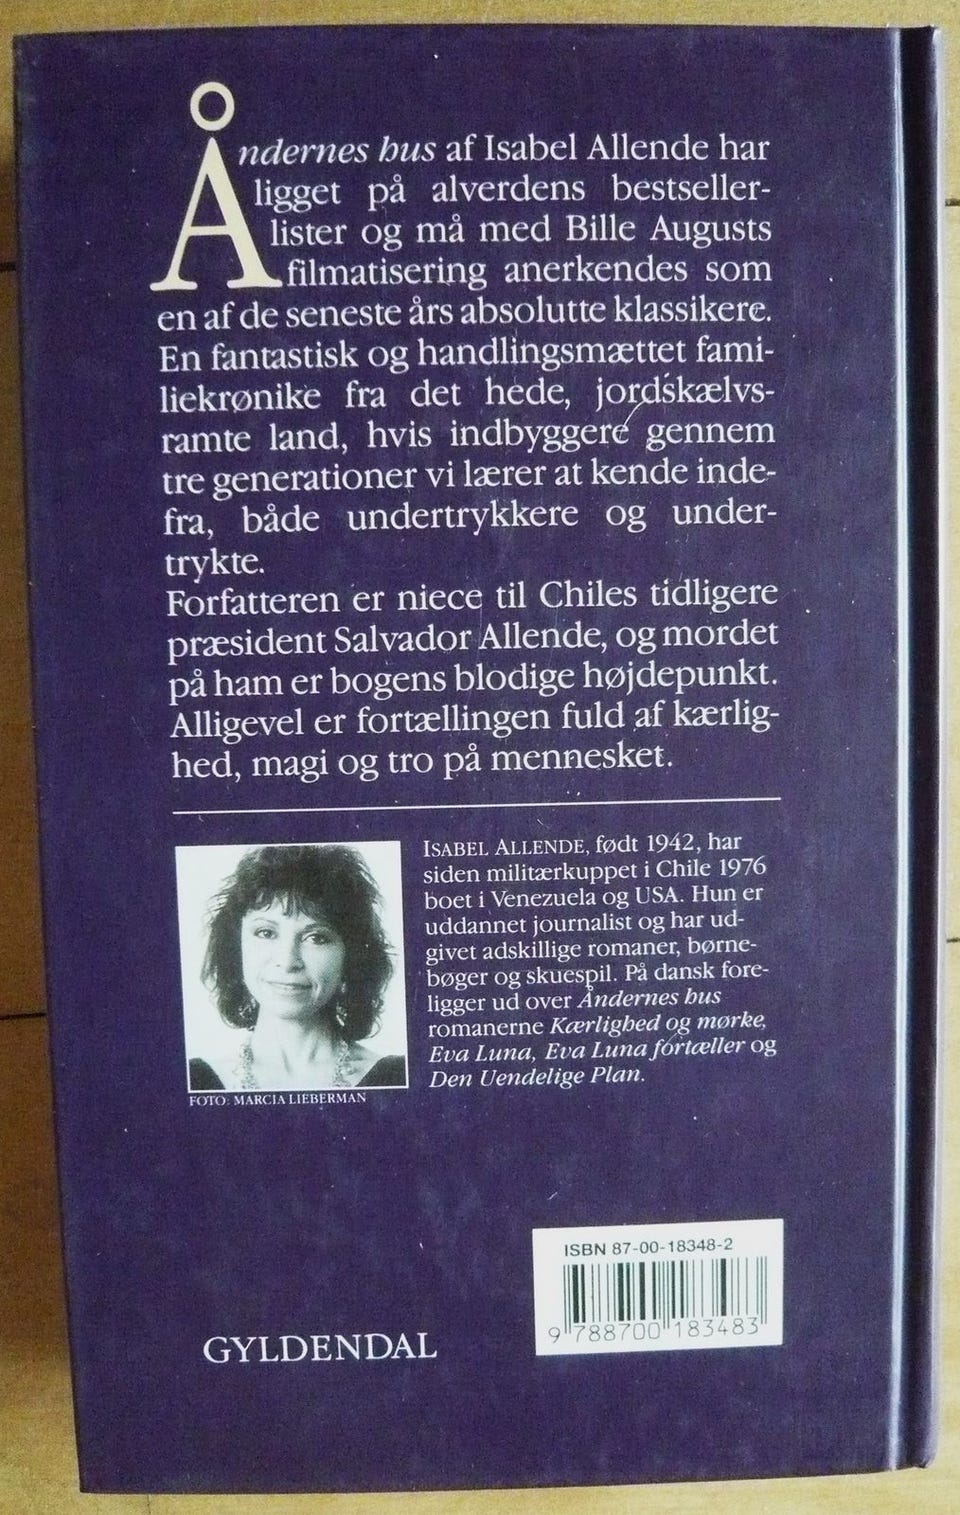 Åndernes hus af Isabel Allende har
ligget på alverdens bestseller-
lister og må med Bille Augusts
filmatisering anerkendes som
en af de seneste års absolutte klassikere.
En fantastisk og handlingsmættet fami-
liekrønike fra det hede, jordskælvs-
ramte land, hvis indbyggere gennem
tre generationer vi lærer at kende inde-
fra, både undertrykkere og under-
trykte.
Forfatteren er niece til Chiles tidligere
præsident Salvador Allende, og mordet
på ham er bogens blodige højdepunkt.
Alligevel er fortællingen fuld af kærlig-
hed, magi og tro på mennesket.
ISABEL ALLENDE, født 1942, har
siden militærkuppet i Chile 1976
boet i Venezuela og USA. Hun er
uddannet journalist og har ud-
givet adskillige romaner, børne-
bøger og skuespil. På dansk fore-
ligger ud over Åndernes hus
romanerne Kærlighed og mørke,
Eva Luna, Eva Luna fortæller og
Den Uendelige Plan.
FOTO: MARCIA LIEBERMAN
ISBN 87-00-18348-2
9 788700 183483
GYLDENDAL